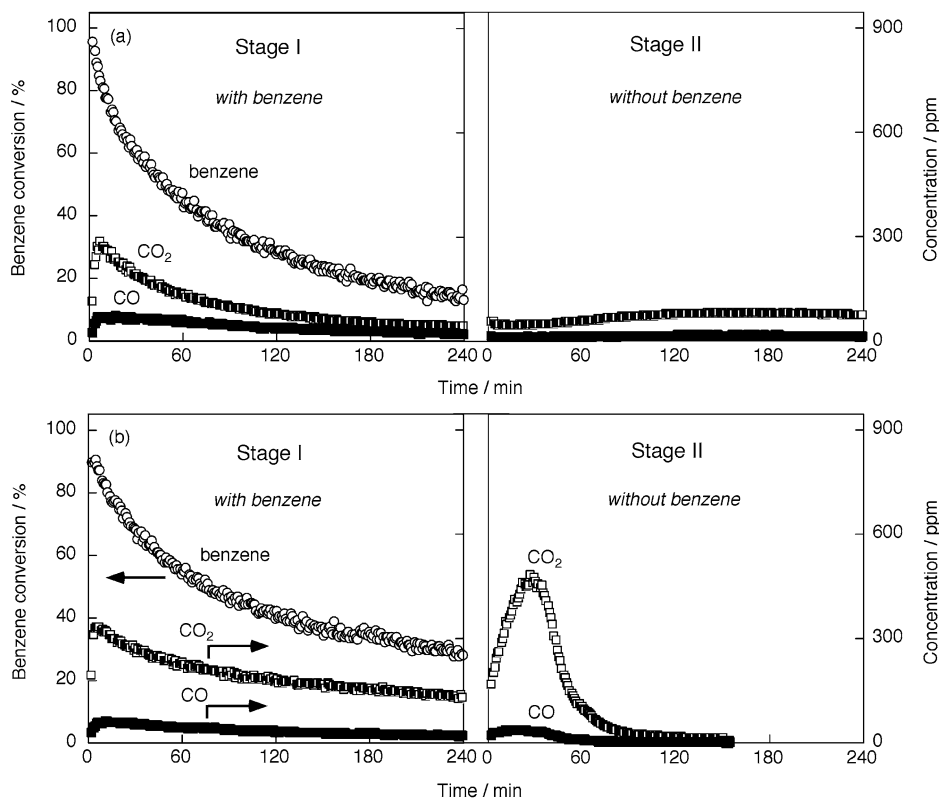 (a)
Stage I
with benzene
benzene
CO2
CO
Benzene conversion / %
100
80
60
40
20
0
0 60 120 180 240
Stage II
without benzene
900
600
300
0
Concentration / ppm
0 60 120 180 240
Time / min
(b)
Stage I
with benzene
benzene
CO2
CO
Benzene conversion / %
100
80
60
40
20
0
0 60 120 180 240
Stage II
without benzene
CO2
CO
900
600
300
0
Concentration / ppm
0 60 120 180 240
Time / min